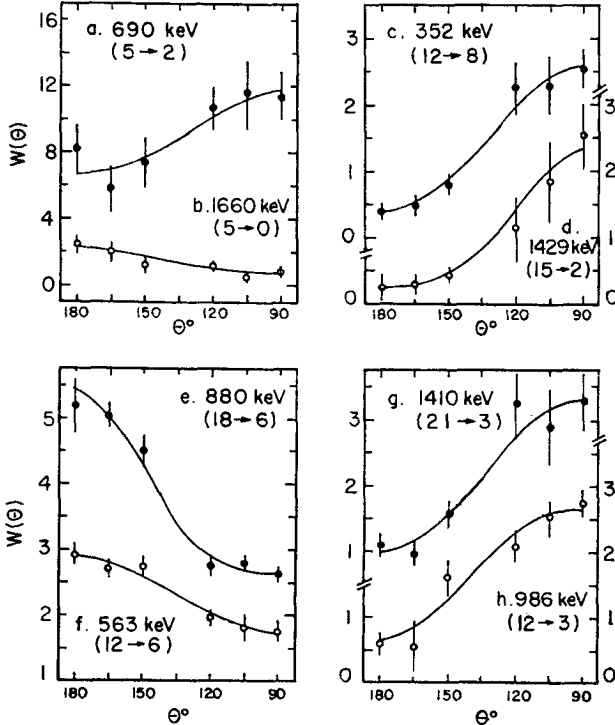 16
12
8
4
0
W(θ)
a. 690 keV
(5→2)
b.1660 keV
(5→0)
180 150 120 90
θ°
3
2
1
0
0
c. 352 keV
(12→8)
3
2
1
0
d.
1429 keV
(15→2)
180 150 120 90
θ°
5
4
3
2
1
W(θ)
e. 880 keV
(18→6)
f. 563 keV
(12→6)
180 150 120 90
θ°
3
2
1
1
0
g. 1410 keV
(21→3)
3
2
1
0
h.986 keV
(12→3)
180 150 120 90
θ°